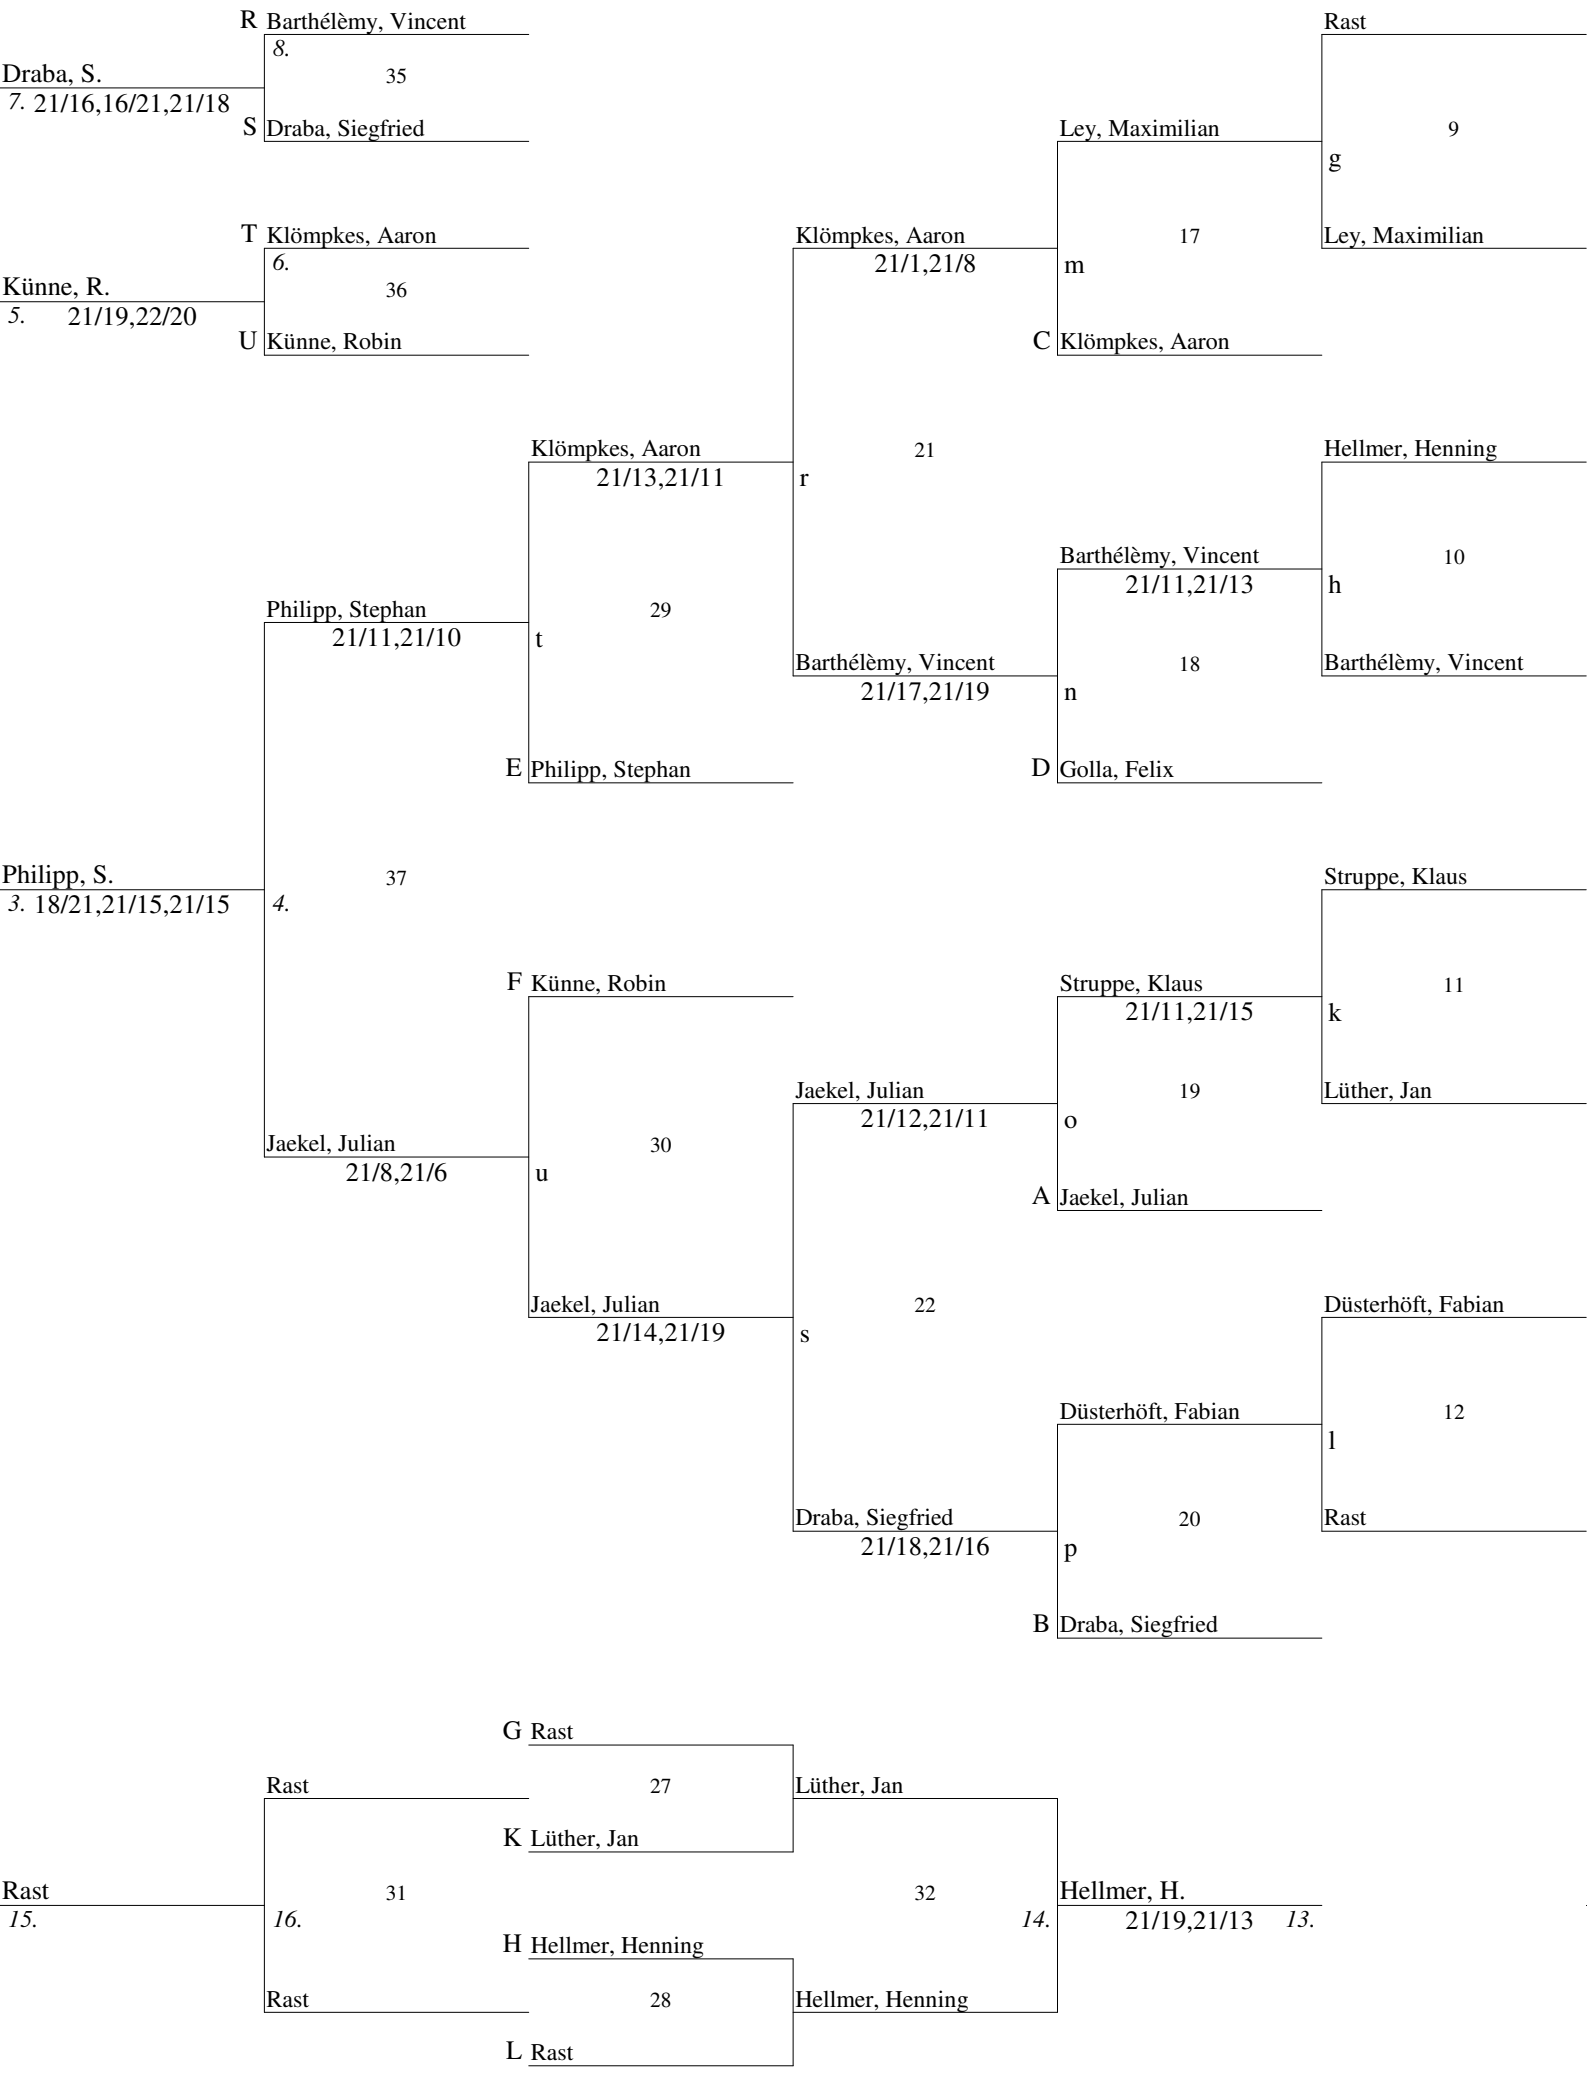 R Barthélèmy, Vincent
Rast
8.
Draba, S.
35
7. 21/16,16/21,21/18
S Draba, Siegfried
Ley, Maximilian
9
g
T Klömpkes, Aaron
Klömpkes, Aaron
17
Ley, Maximilian
6.
21/1,21/8
m
Künne, R.
36
5. 21/19,22/20
U Künne, Robin
C Klömpkes, Aaron
Klömpkes, Aaron
21
Hellmer, Henning
21/13,21/11
r
Barthélèmy, Vincent
10
21/11,21/13
h
Philipp, Stephan
29
21/11,21/10
t
Barthélèmy, Vincent
18
Barthélèmy, Vincent
21/17,21/19
n
E Philipp, Stephan
D Golla, Felix
Philipp, S.
37
Struppe, Klaus
3. 18/21,21/15,21/15
4.
F Künne, Robin
Struppe, Klaus
11
21/11,21/15
k
Jaekel, Julian
19
Lüther, Jan
21/12,21/11
o
Jaekel, Julian
30
21/8,21/6
u
A Jaekel, Julian
Jaekel, Julian
22
Düsterhöft, Fabian
21/14,21/19
s
Düsterhöft, Fabian
12
l
Draba, Siegfried
20
Rast
21/18,21/16
p
B Draba, Siegfried
G Rast
Rast
27
Lüther, Jan
K Lüther, Jan
Rast
31
32
Hellmer, H.
15.
16.
14.
21/19,21/13 13.
H Hellmer, Henning
Rast
28
Hellmer, Henning
L Rast